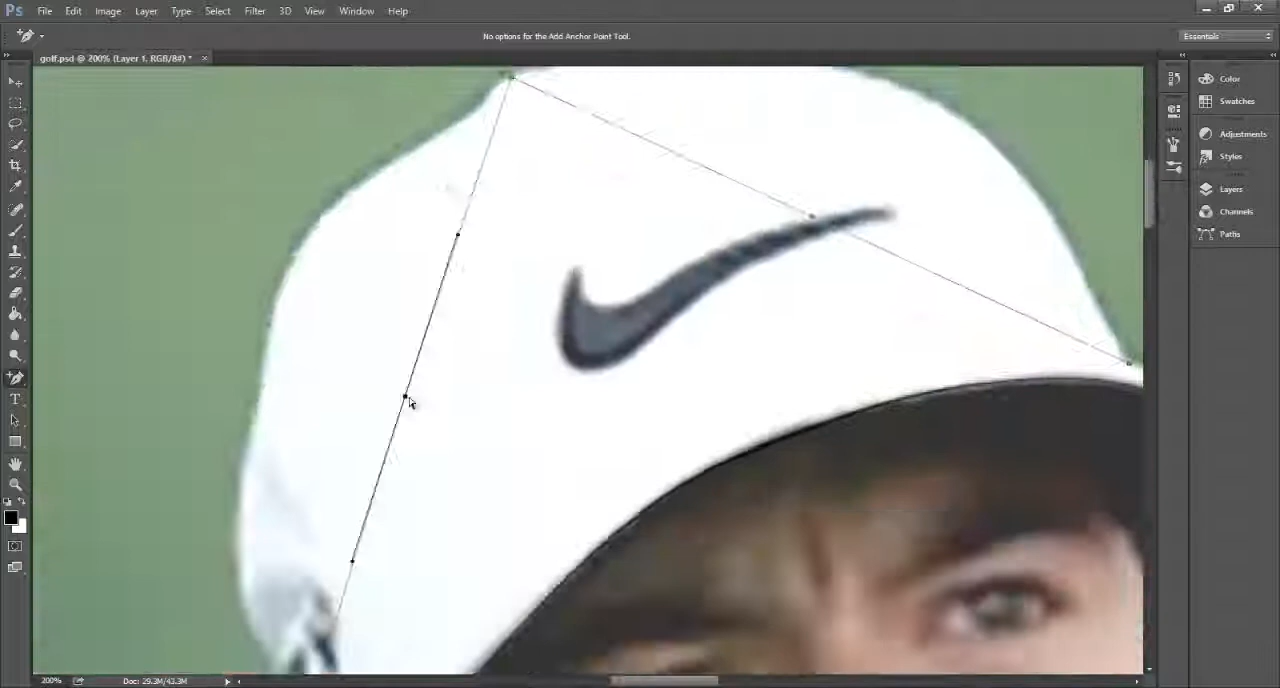 Ps File Edit Image Layer Type Select Filter 3D View Window Help
No options for the Add Anchor Point Tool.
Essentials
golf.psd @ 200% (Layer 1, RGB/8#) * ×
Color
Swatches
Adjustments
Styles
Layers
Channels
Paths
T
200% Doc: 29.3M/43.3M